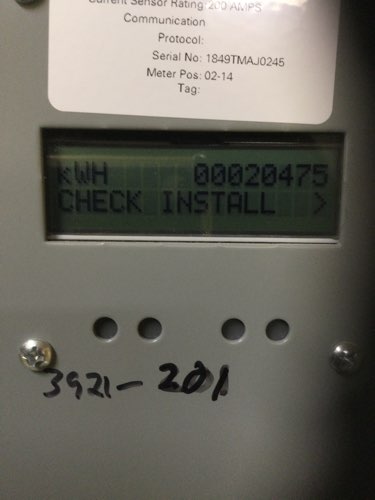 Current Sensor Rating: 200 AMPS
Communication
Protocol:
Serial No: 1849TMAJ0245
Meter Pos: 02-14
Tag:
kWH 00020475
CHECK INSTALL >
3921-201